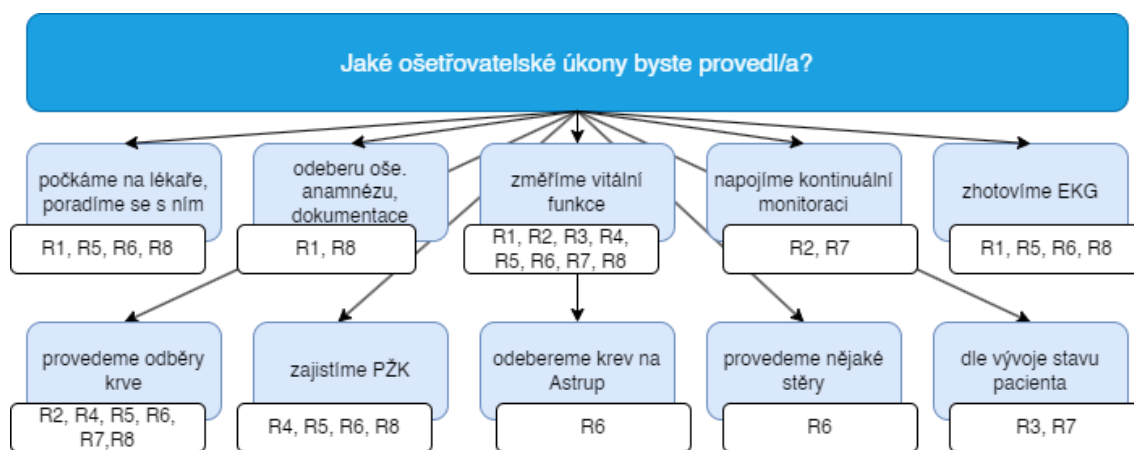 Jaké ošetřovatelské úkony byste provedl/a?
počkáme na lékaře,
poradíme se s ním
R1, R5, R6, R8
odeberu oše.
anamnézu,
dokumentace
R1, R8
změříme vitální
funkce
R1, R2, R3, R4,
R5, R6, R7, R8
napojíme kontinuální
monitoraci
R2, R7
zhotovíme EKG
R1, R5, R6, R8
provedeme odběry
krve
R2, R4, R5, R6,
R7,R8
zajistíme PŽK
R4, R5, R6, R8
odebereme krev na
Astrup
R6
provedeme nějaké
stěry
R6
dle vývoje stavu
pacienta
R3, R7